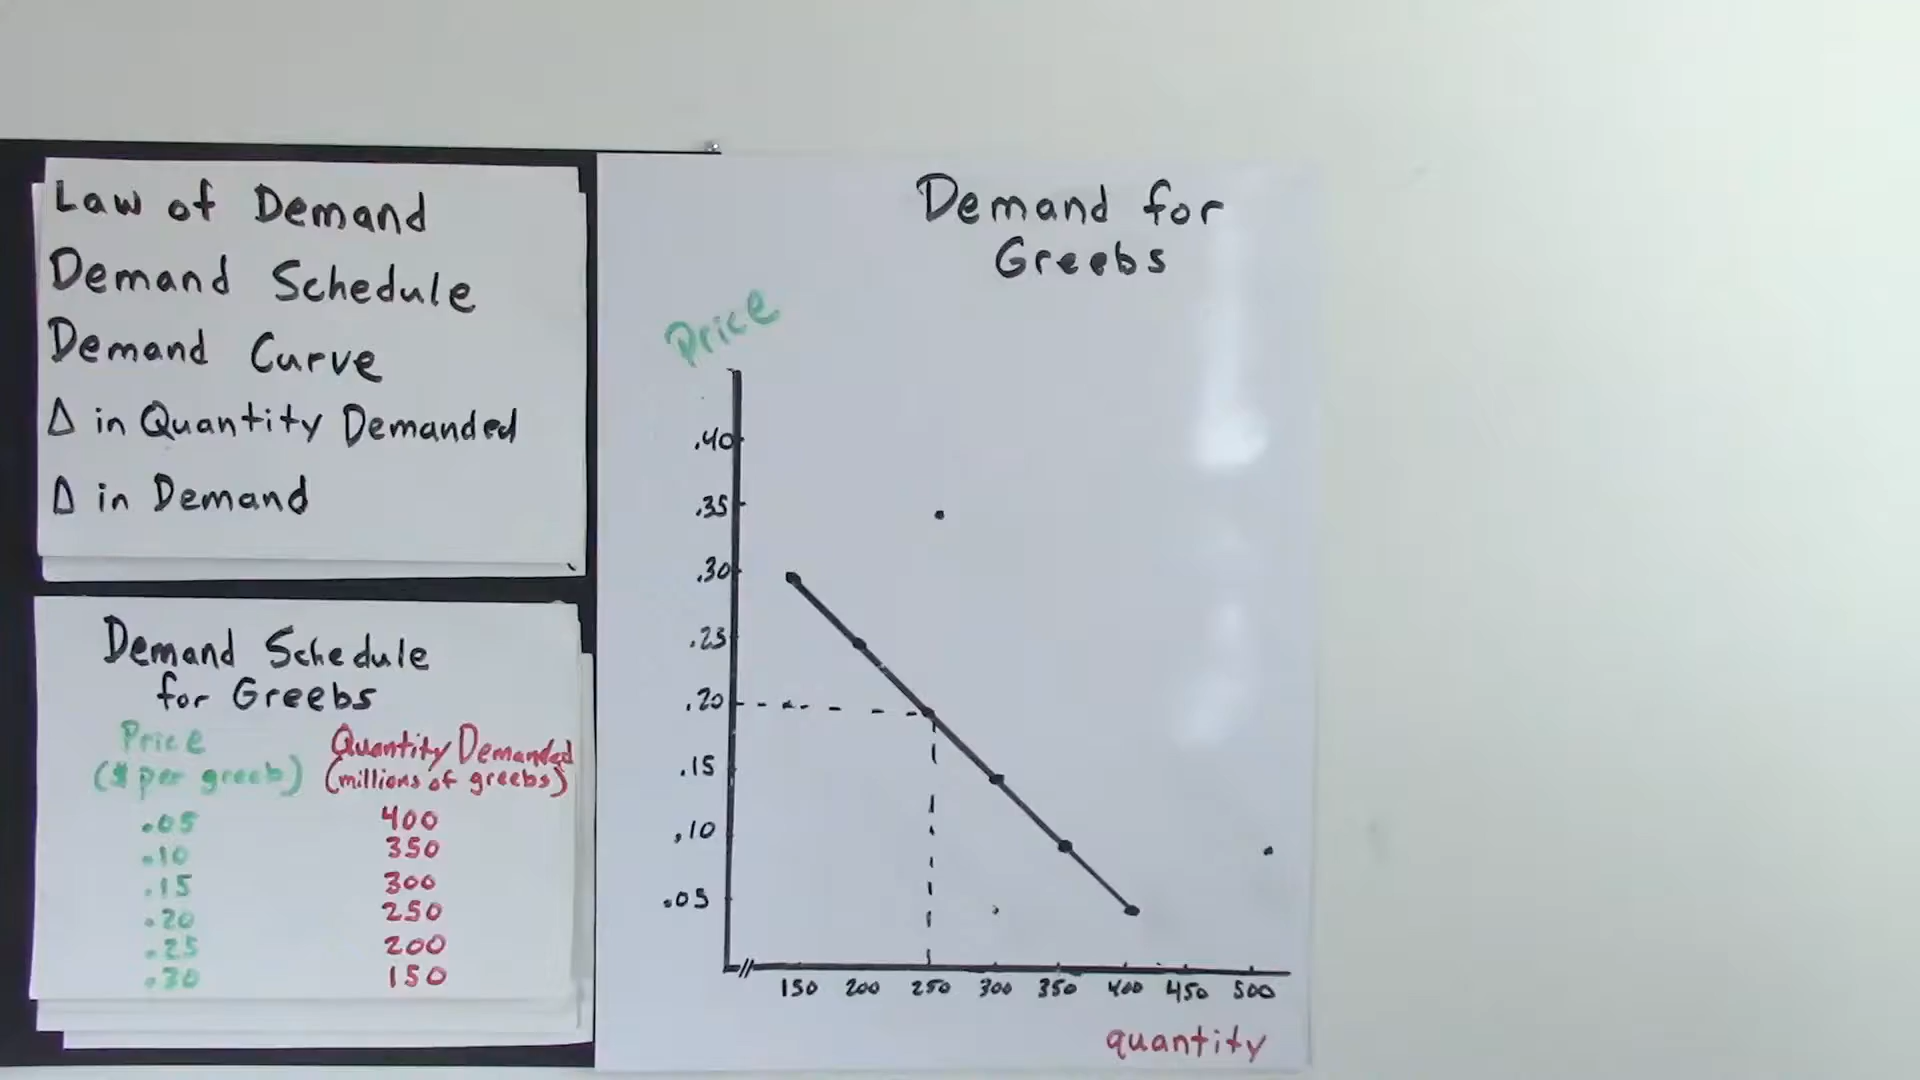 Law of Demand
Demand Schedule
Demand Curve
Δ in Quantity Demanded
Δ in Demand
Demand Schedule
for Greebs
Price
($ per greeb)
Quantity Demanded
(millions of greebs)
.05 400
.10 350
.15 300
.20 250
.25 200
.30 150
Demand for
Greebs
Price
.40
.35
.30
.25
.20
.15
.10
.05
150 200 250 300 350 400 450 500
quantity